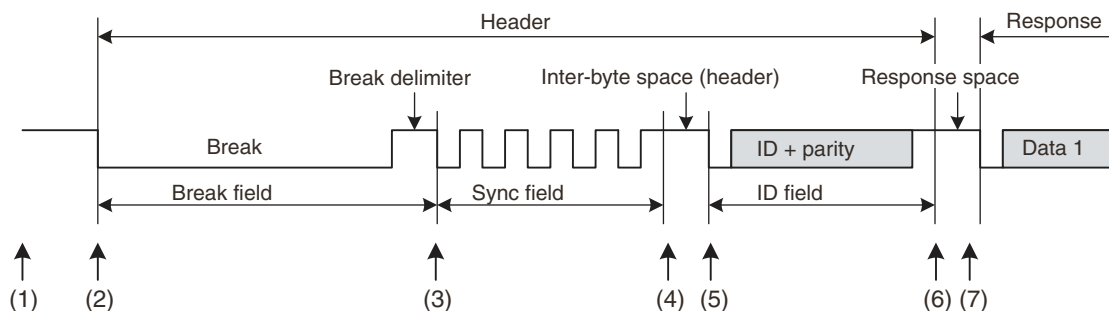 Header
Response
Break delimiter
Inter-byte space (header)
Response space
Break
ID + parity
Data 1
Break field
Sync field
ID field
(1)
(2)
(3)
(4)
(5)
(6)
(7)